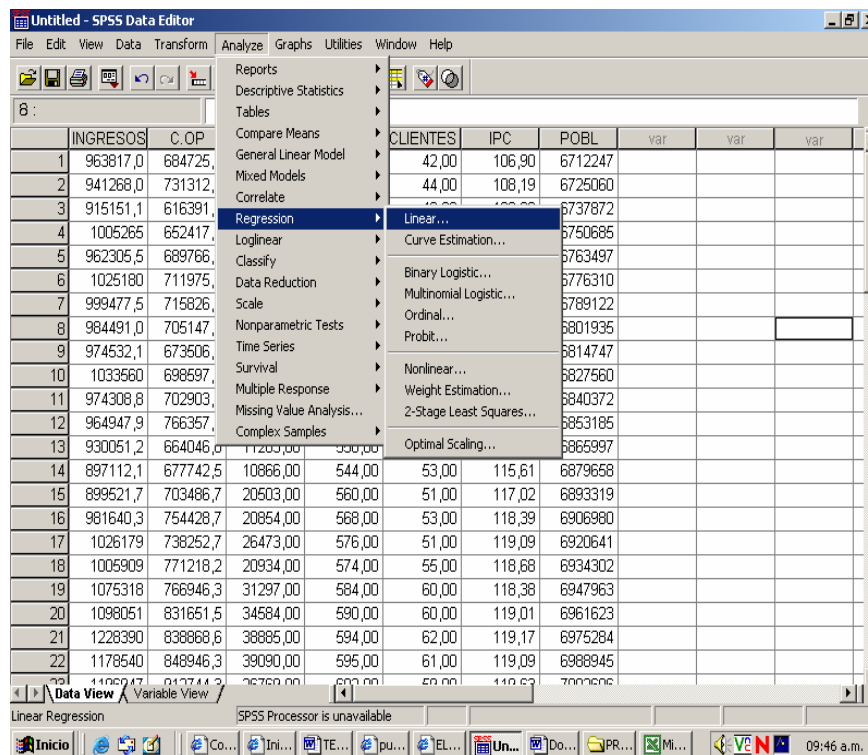 Untitled - SPSS Data Editor
File Edit View Data Transform Analyze Graphs Utilities Window Help
8 :
INGRESOS C.OP CLIENTES IPC POBL var var var
Reports
Descriptive Statistics
Tables
Compare Means
General Linear Model
Mixed Models
Correlate
Regression
Loglinear
Classify
Data Reduction
Scale
Nonparametric Tests
Time Series
Survival
Multiple Response
Missing Value Analysis...
Complex Samples
Linear...
Curve Estimation...
Binary Logistic...
Multinomial Logistic...
Ordinal...
Probit...
Nonlinear...
Weight Estimation...
2-Stage Least Squares...
Optimal Scaling...
1 963817,0 684725, 42,00 106,90 6712247
2 941268,0 731312, 44,00 108,19 6725060
3 915151,1 616391, 6737872
4 1005265 652417, 6750685
5 962305,5 689766, 6763497
6 1025180 711975, 6776310
7 999477,5 715826, 6789122
8 984491,0 705147, 6801935
9 974532,1 673506, 6814747
10 1033560 698597, 6827560
11 974308,8 702903, 6840372
12 964947,9 766357, 6853185
13 930051,2 6865997
14 897112,1 677742,5 10866,00 544,00 53,00 115,61 6879658
15 899521,7 703486,7 20503,00 560,00 51,00 117,02 6893319
16 981640,3 754428,7 20854,00 568,00 53,00 118,39 6906980
17 1026179 738252,7 26473,00 576,00 51,00 119,09 6920641
18 1005909 771218,2 20934,00 574,00 55,00 118,68 6934302
19 1075318 766946,3 31297,00 584,00 60,00 118,38 6947963
20 1098051 831651,5 34584,00 590,00 60,00 119,01 6961623
21 1228390 838868,6 38885,00 594,00 62,00 119,17 6975284
22 1178540 848946,3 39090,00 595,00 61,00 119,09 6988945
Data View Variable View
Linear Regression SPSS Processor is unavailable
Inicio Co... Ini... TE... pu... EL... Un... Do... PR... Mi... 09:46 a.m.